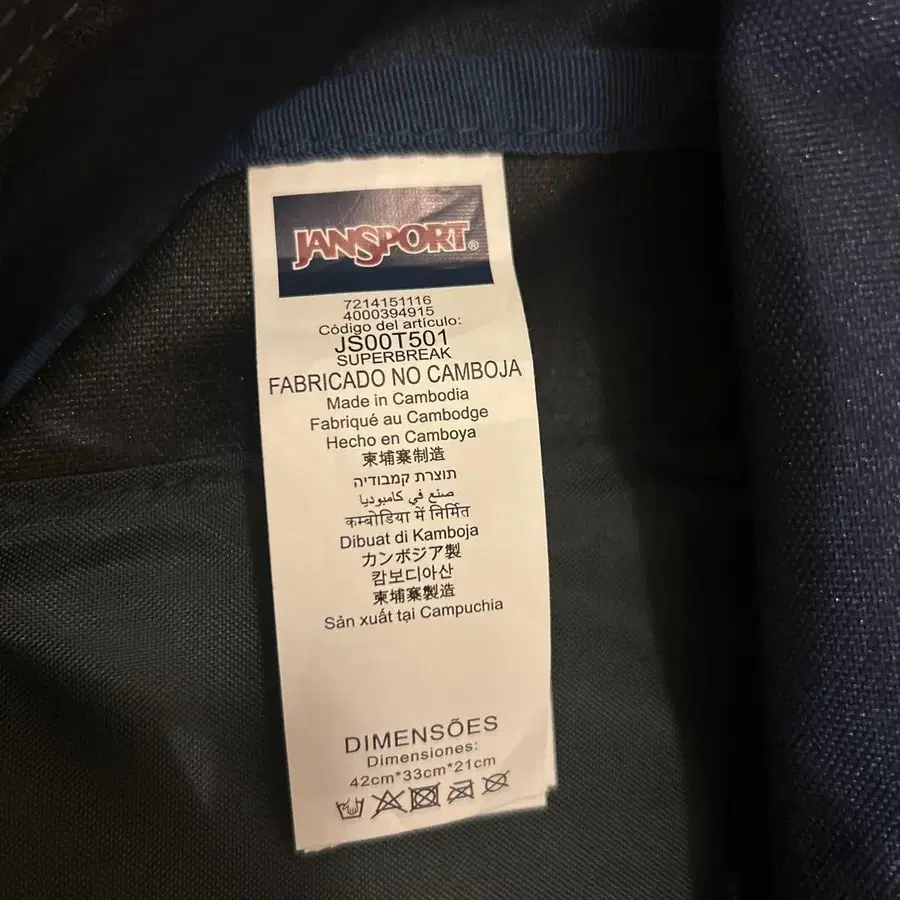 JANSPORT®
7214151116
4000394915
Código del artículo:
JS00T501
SUPERBREAK
FABRICADO NO CAMBOJA
Made in Cambodia
Fabriqué au Cambodge
Hecho en Camboya
柬埔寨制造
תוצרת קמבודיה
صنع في كامبوديا
कम्बोडिया में निर्मित
Dibuat di Kamboja
カンボジア製
캄보디아산
柬埔寨製造
Sản xuất tại Campuchia
DIMENSÕES
Dimensiones:
42cm*33cm*21cm